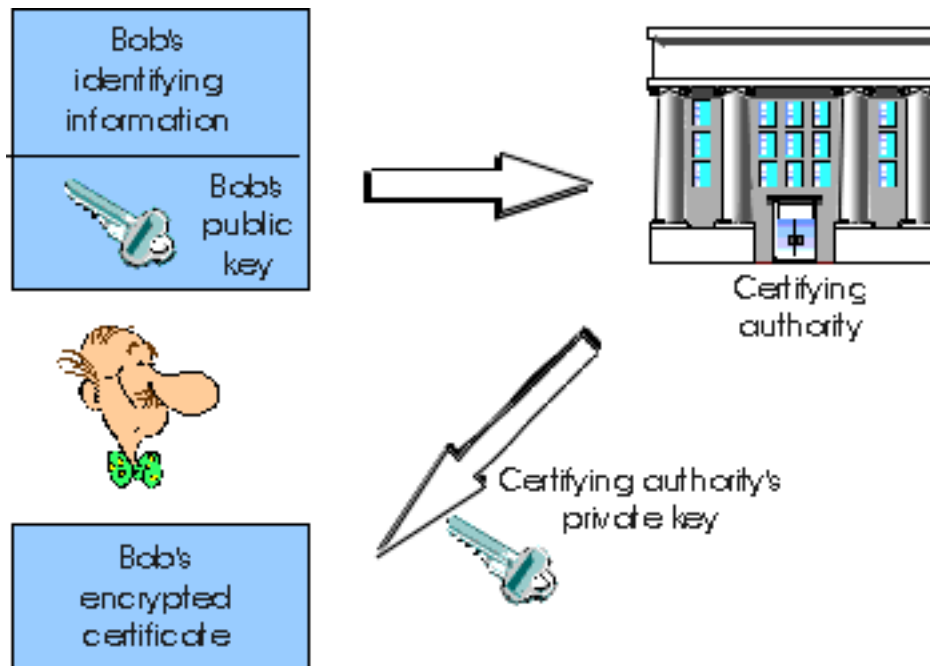 Bob's
identifying
information
Bob's
public
key
Certifying
authority
Certifying authority's
private key
Bob's
encrypted
certificate